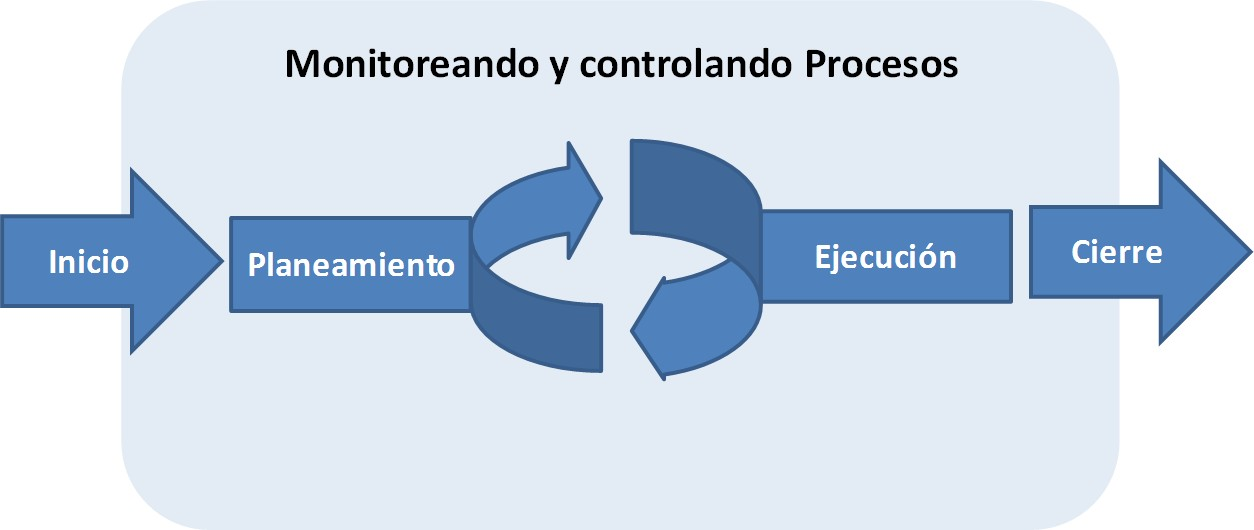 Monitoreando y controlando Procesos
Inicio
Planeamiento
Ejecución
Cierre